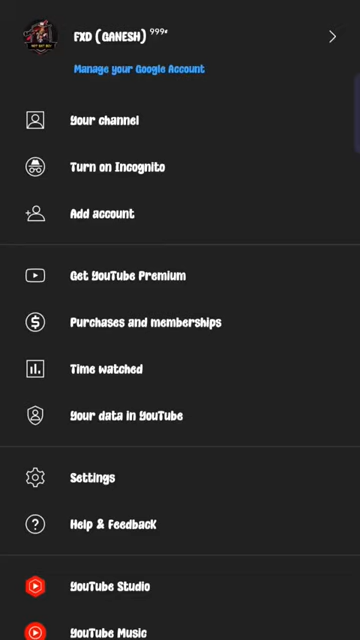 FXD (GANESH) ⁹⁹⁹
Manage your Google Account
Your channel
Turn on Incognito
Add account
Get YouTube Premium
Purchases and memberships
Time watched
Your data in YouTube
Settings
Help & Feedback
YouTube Studio
YouTube Music